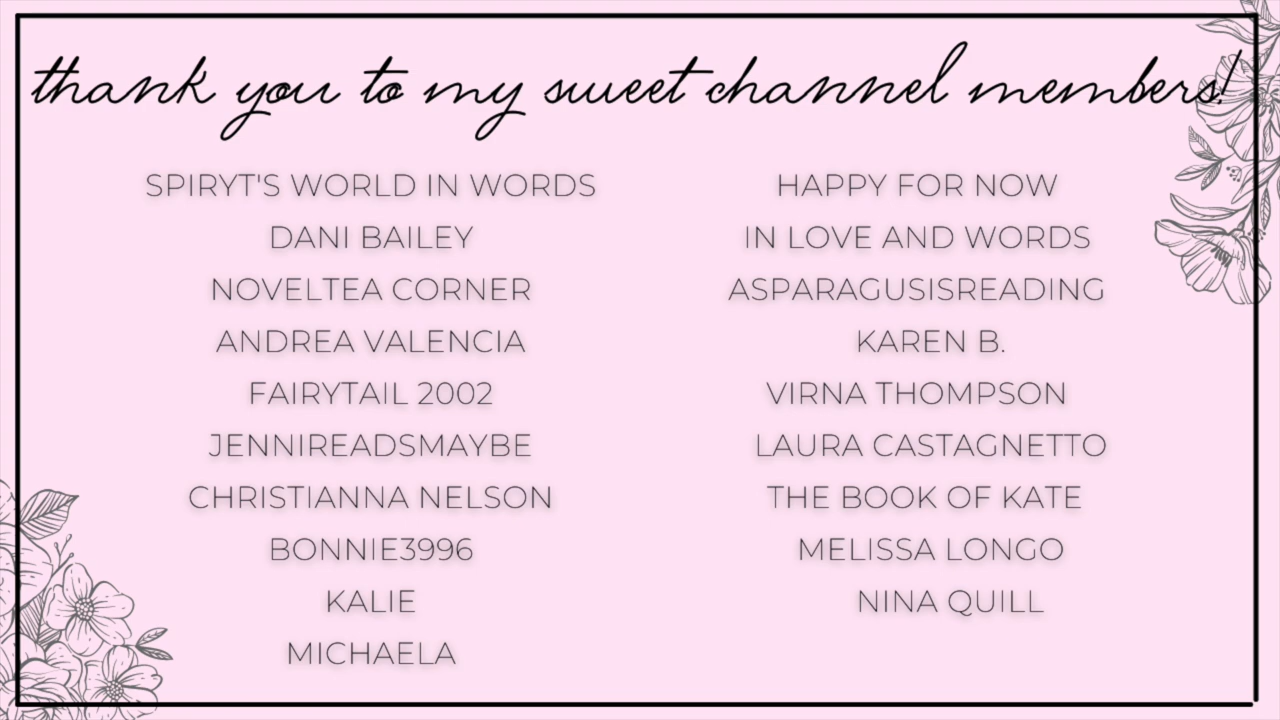 thank you to my sweet channel members!
SPIRYT'S WORLD IN WORDS
DANI BAILEY
NOVELTEA CORNER
ANDREA VALENCIA
FAIRYTAIL 2002
JENNIREADSMAYBE
CHRISTIANNA NELSON
BONNIE3996
KALIE
MICHAELA
HAPPY FOR NOW
IN LOVE AND WORDS
ASPARAGUSISREADING
KAREN B.
VIRNA THOMPSON
LAURA CASTAGNETTO
THE BOOK OF KATE
MELISSA LONGO
NINA QUILL